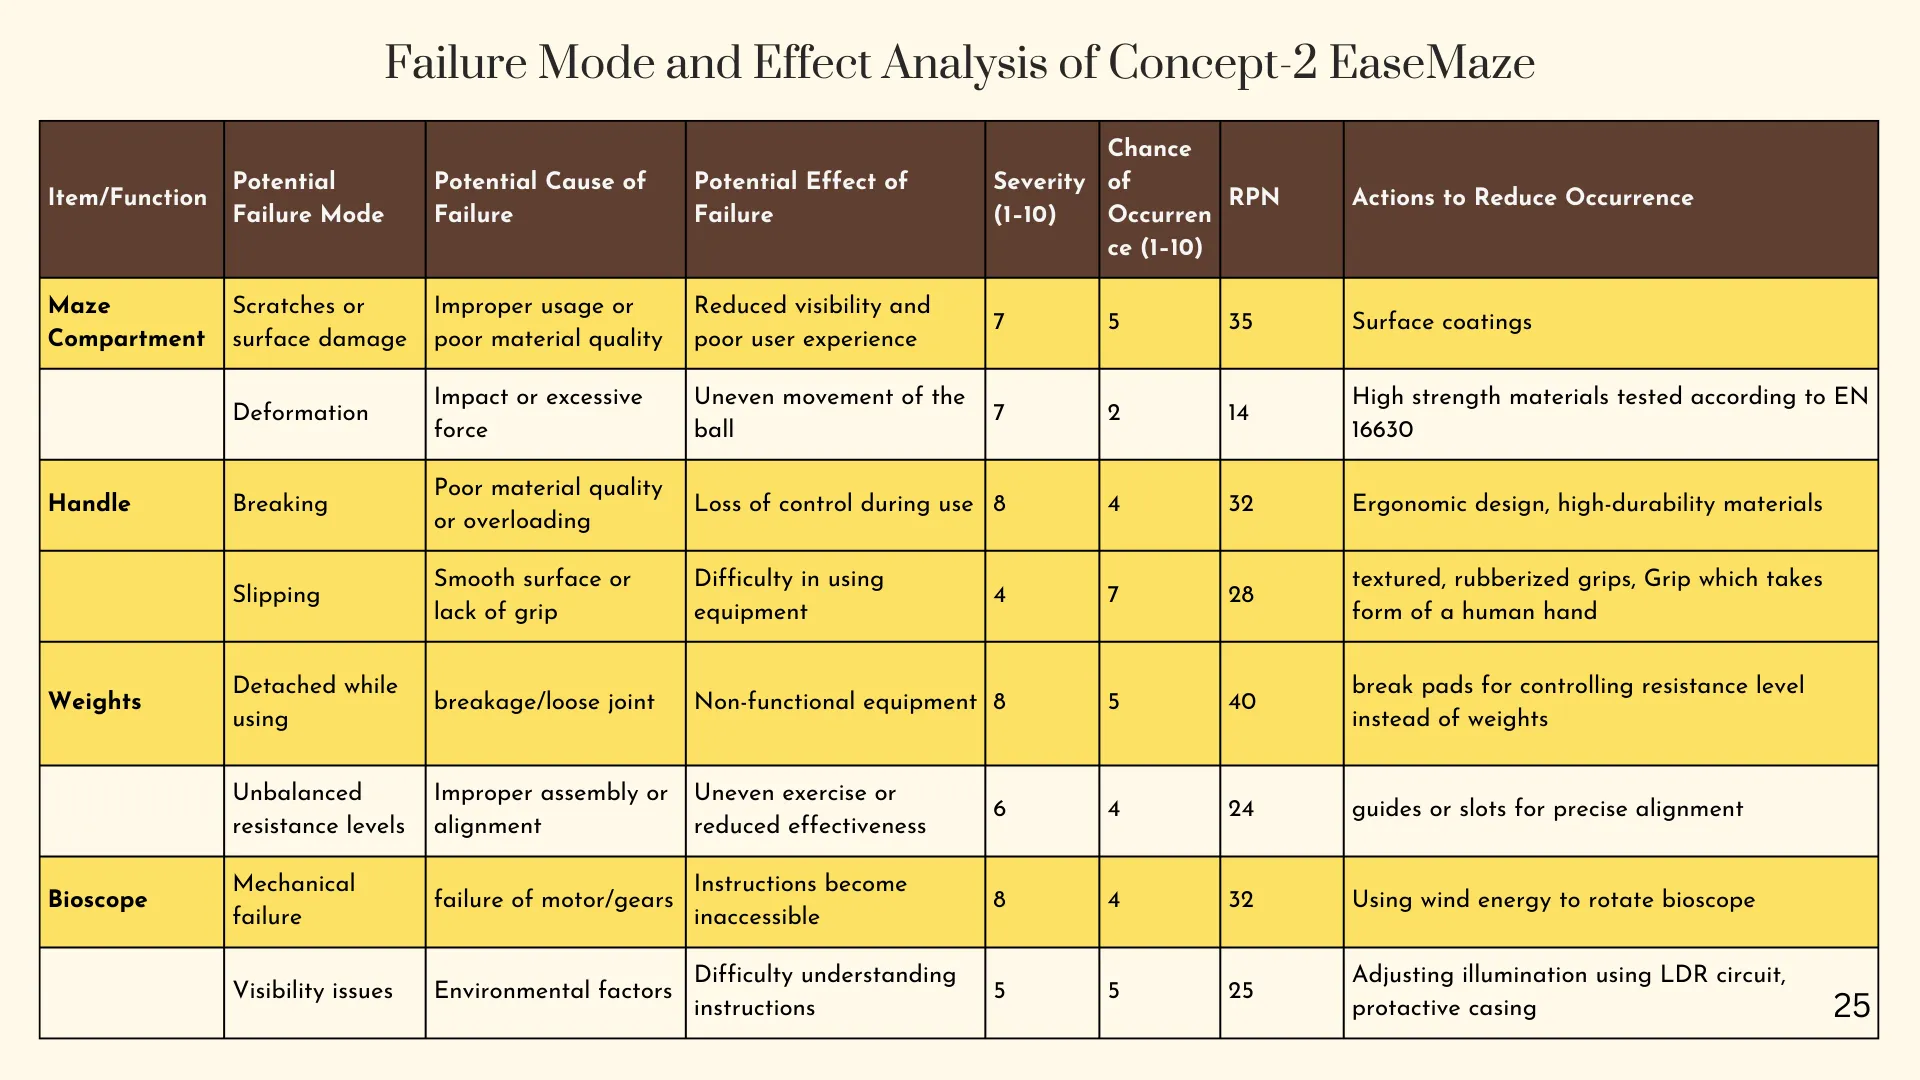 Failure Mode and Effect Analysis of Concept-2 EaseMaze
Item/Function
Potential
Failure Mode
Potential Cause of
Failure
Potential Effect of
Failure
Severity
(1-10)
Chance
of
Occurren
ce (1-10)
RPN
Actions to Reduce Occurrence
Maze
Compartment
Scratches or
surface damage
Improper usage or
poor material quality
Reduced visibility and
poor user experience
7
5
35
Surface coatings
Deformation
Impact or excessive
force
Uneven movement of the
ball
7
2
14
High strength materials tested according to EN
16630
Handle
Breaking
Poor material quality
or overloading
Loss of control during use
8
4
32
Ergonomic design, high-durability materials
Slipping
Smooth surface or
lack of grip
Difficulty in using
equipment
4
7
28
textured, rubberized grips, Grip which takes
form of a human hand
Weights
Detached while
using
breakage/loose joint
Non-functional equipment
8
5
40
break pads for controlling resistance level
instead of weights
Unbalanced
resistance levels
Improper assembly or
alignment
Uneven exercise or
reduced effectiveness
6
4
24
guides or slots for precise alignment
Bioscope
Mechanical
failure
failure of motor/gears
Instructions become
inaccessible
8
4
32
Using wind energy to rotate bioscope
Visibility issues
Environmental factors
Difficulty understanding
instructions
5
5
25
Adjusting illumination using LDR circuit,
protactive casing
25